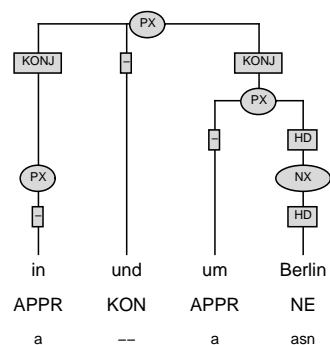 PX
KONJ – KONJ
PX
– HD
PX NX
– HD
in und um Berlin
APPR KON APPR NE
a -- a asn